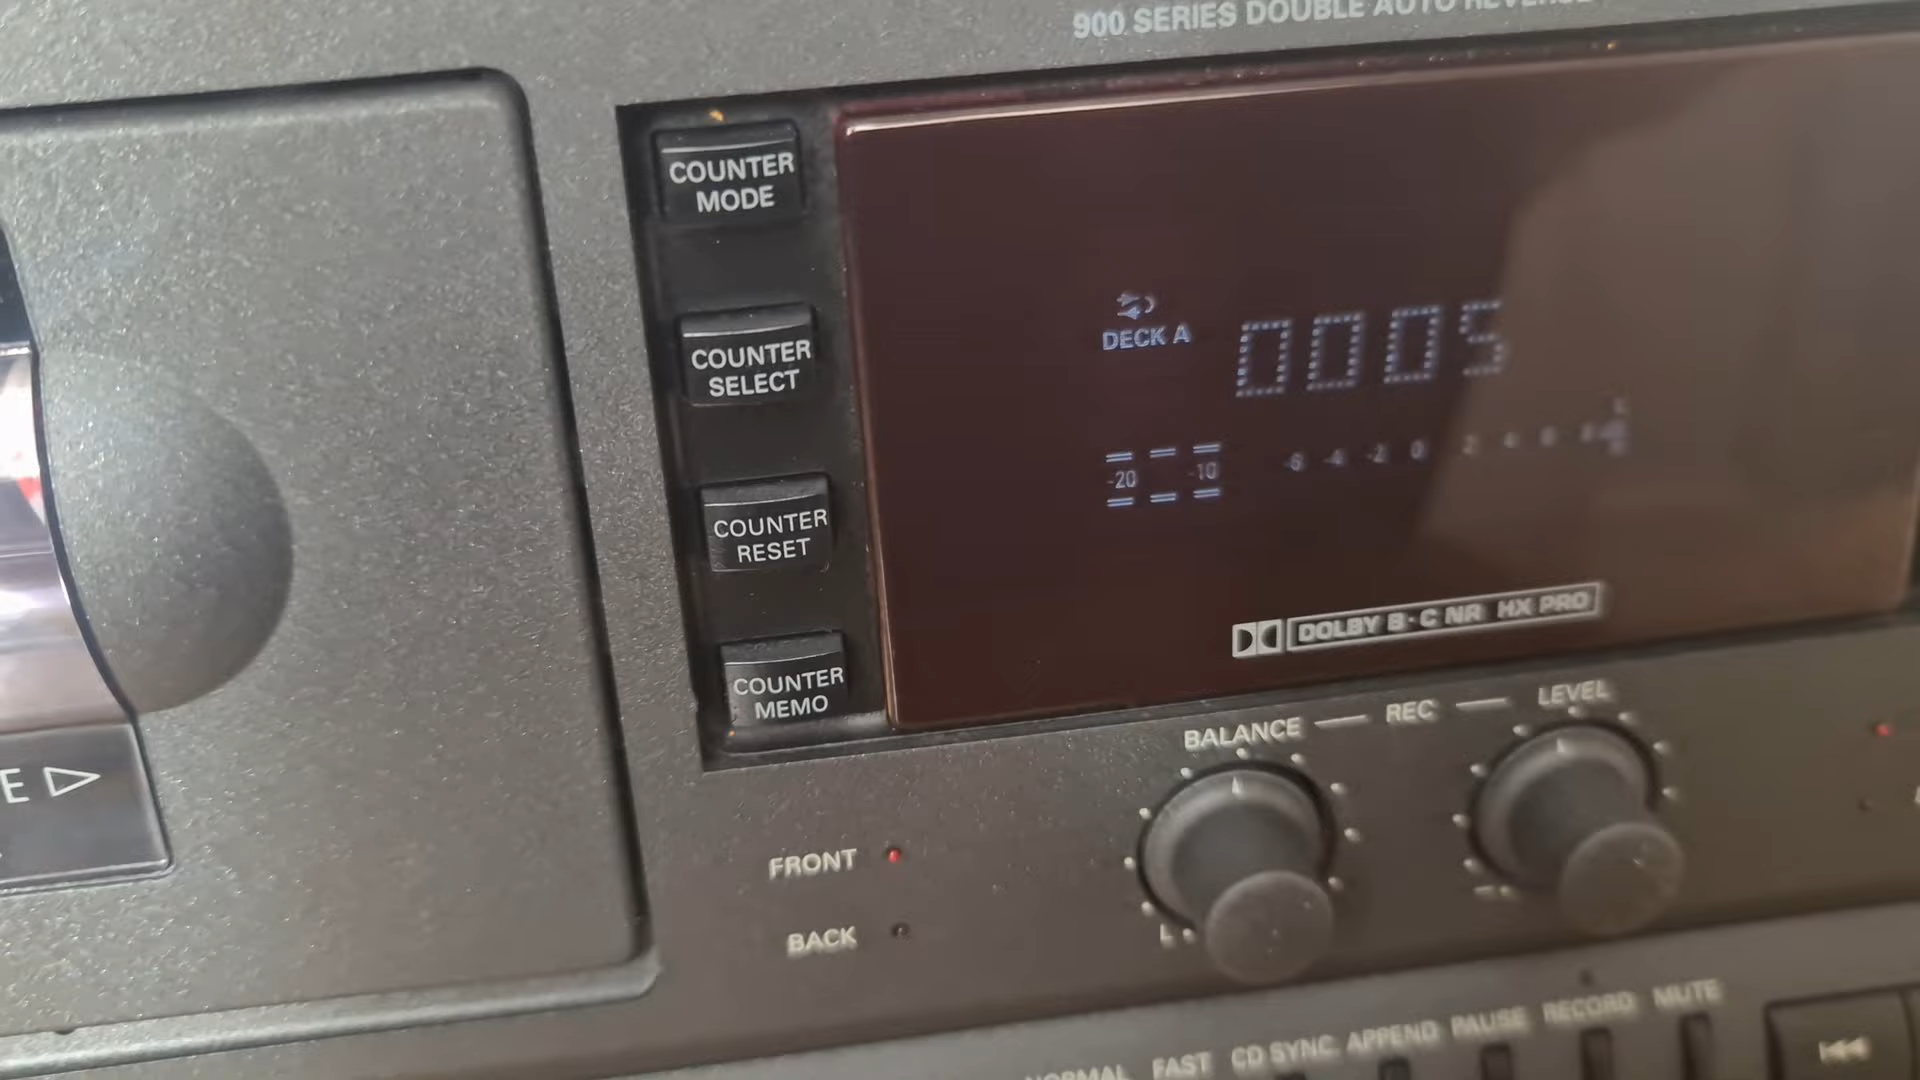 900 SERIES DOUBLE AUTO REVERSE
COUNTER
MODE
COUNTER
SELECT
COUNTER
RESET
COUNTER
MEMO
DECK A
0005
-20 -10 -6 -4 -2 0 2 4 6 8
DOLBY B·C NR HX PRO
BALANCE REC LEVEL
E
FRONT
BACK
L
NORMAL FAST CD SYNC. APPEND PAUSE RECORD MUTE